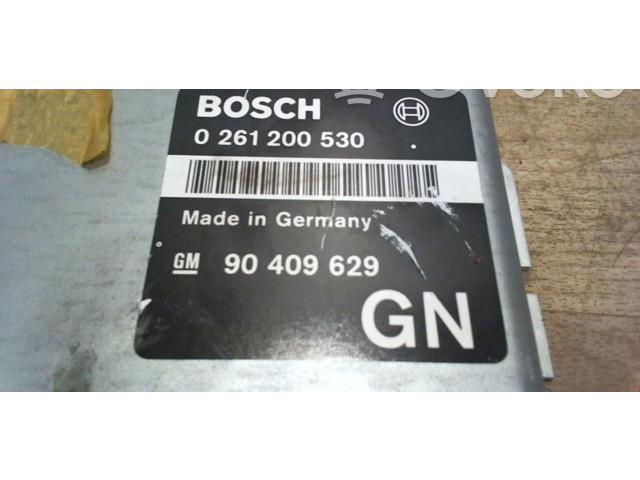 BOSCH
0 261 200 530
Made in Germany
GM 90 409 629
GN